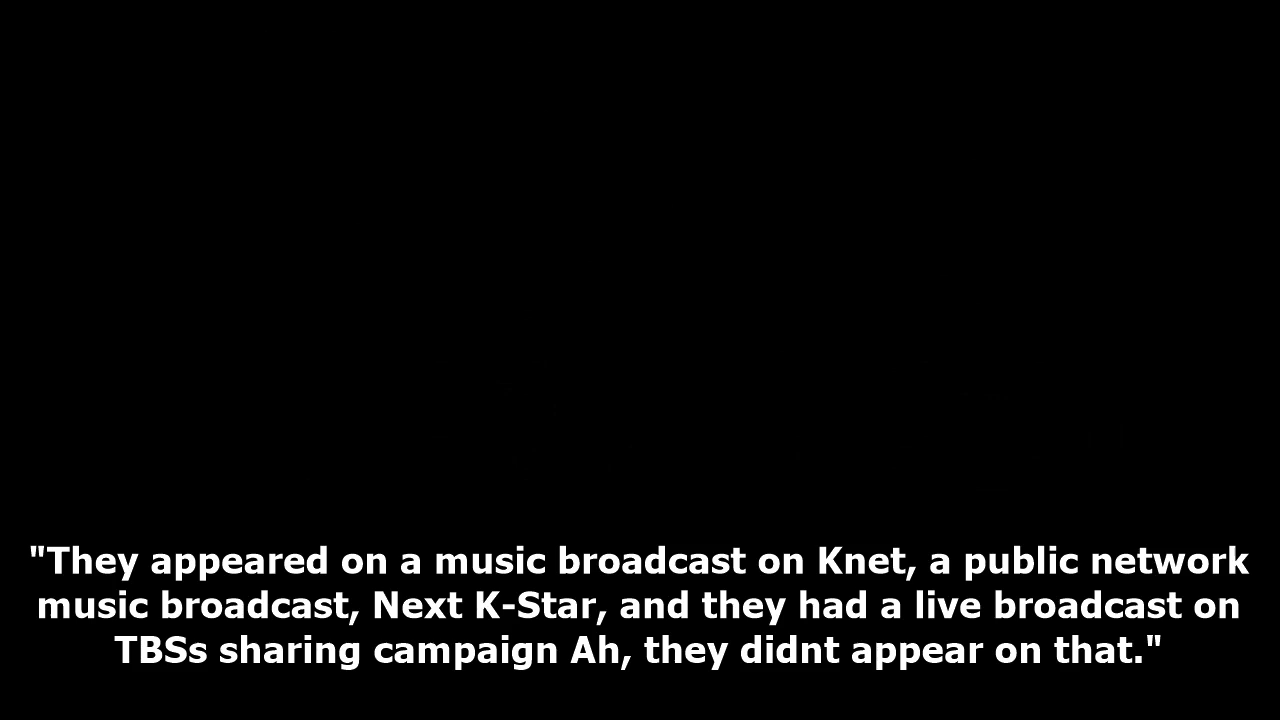 "They appeared on a music broadcast on Knet, a public network
music broadcast, Next K-Star, and they had a live broadcast on
TBSs sharing campaign Ah, they didnt appear on that."